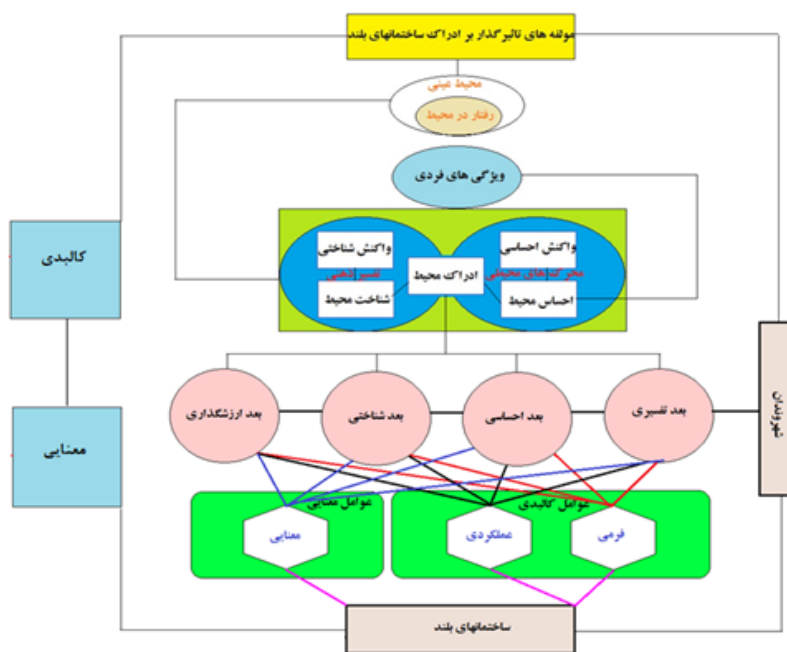 مولفه های تاثیرگذار بر ادراک ساختمانهای بلند
محیط عینی
رفتار در محیط
ویژگی های فردی
کالبدی
واکنش احساسی
واکنش شناختی
محرک های محیطی
ادراک محیط
تفسیر ذهنی
احساس محیط
شناخت محیط
شهروندان
بعد تفسیری
بعد احساسی
بعد شناختی
بعد ارزشگذاری
معنایی
عوامل کالبدی
عوامل معنایی
فرمی
عملکردی
معنایی
ساختمانهای بلند